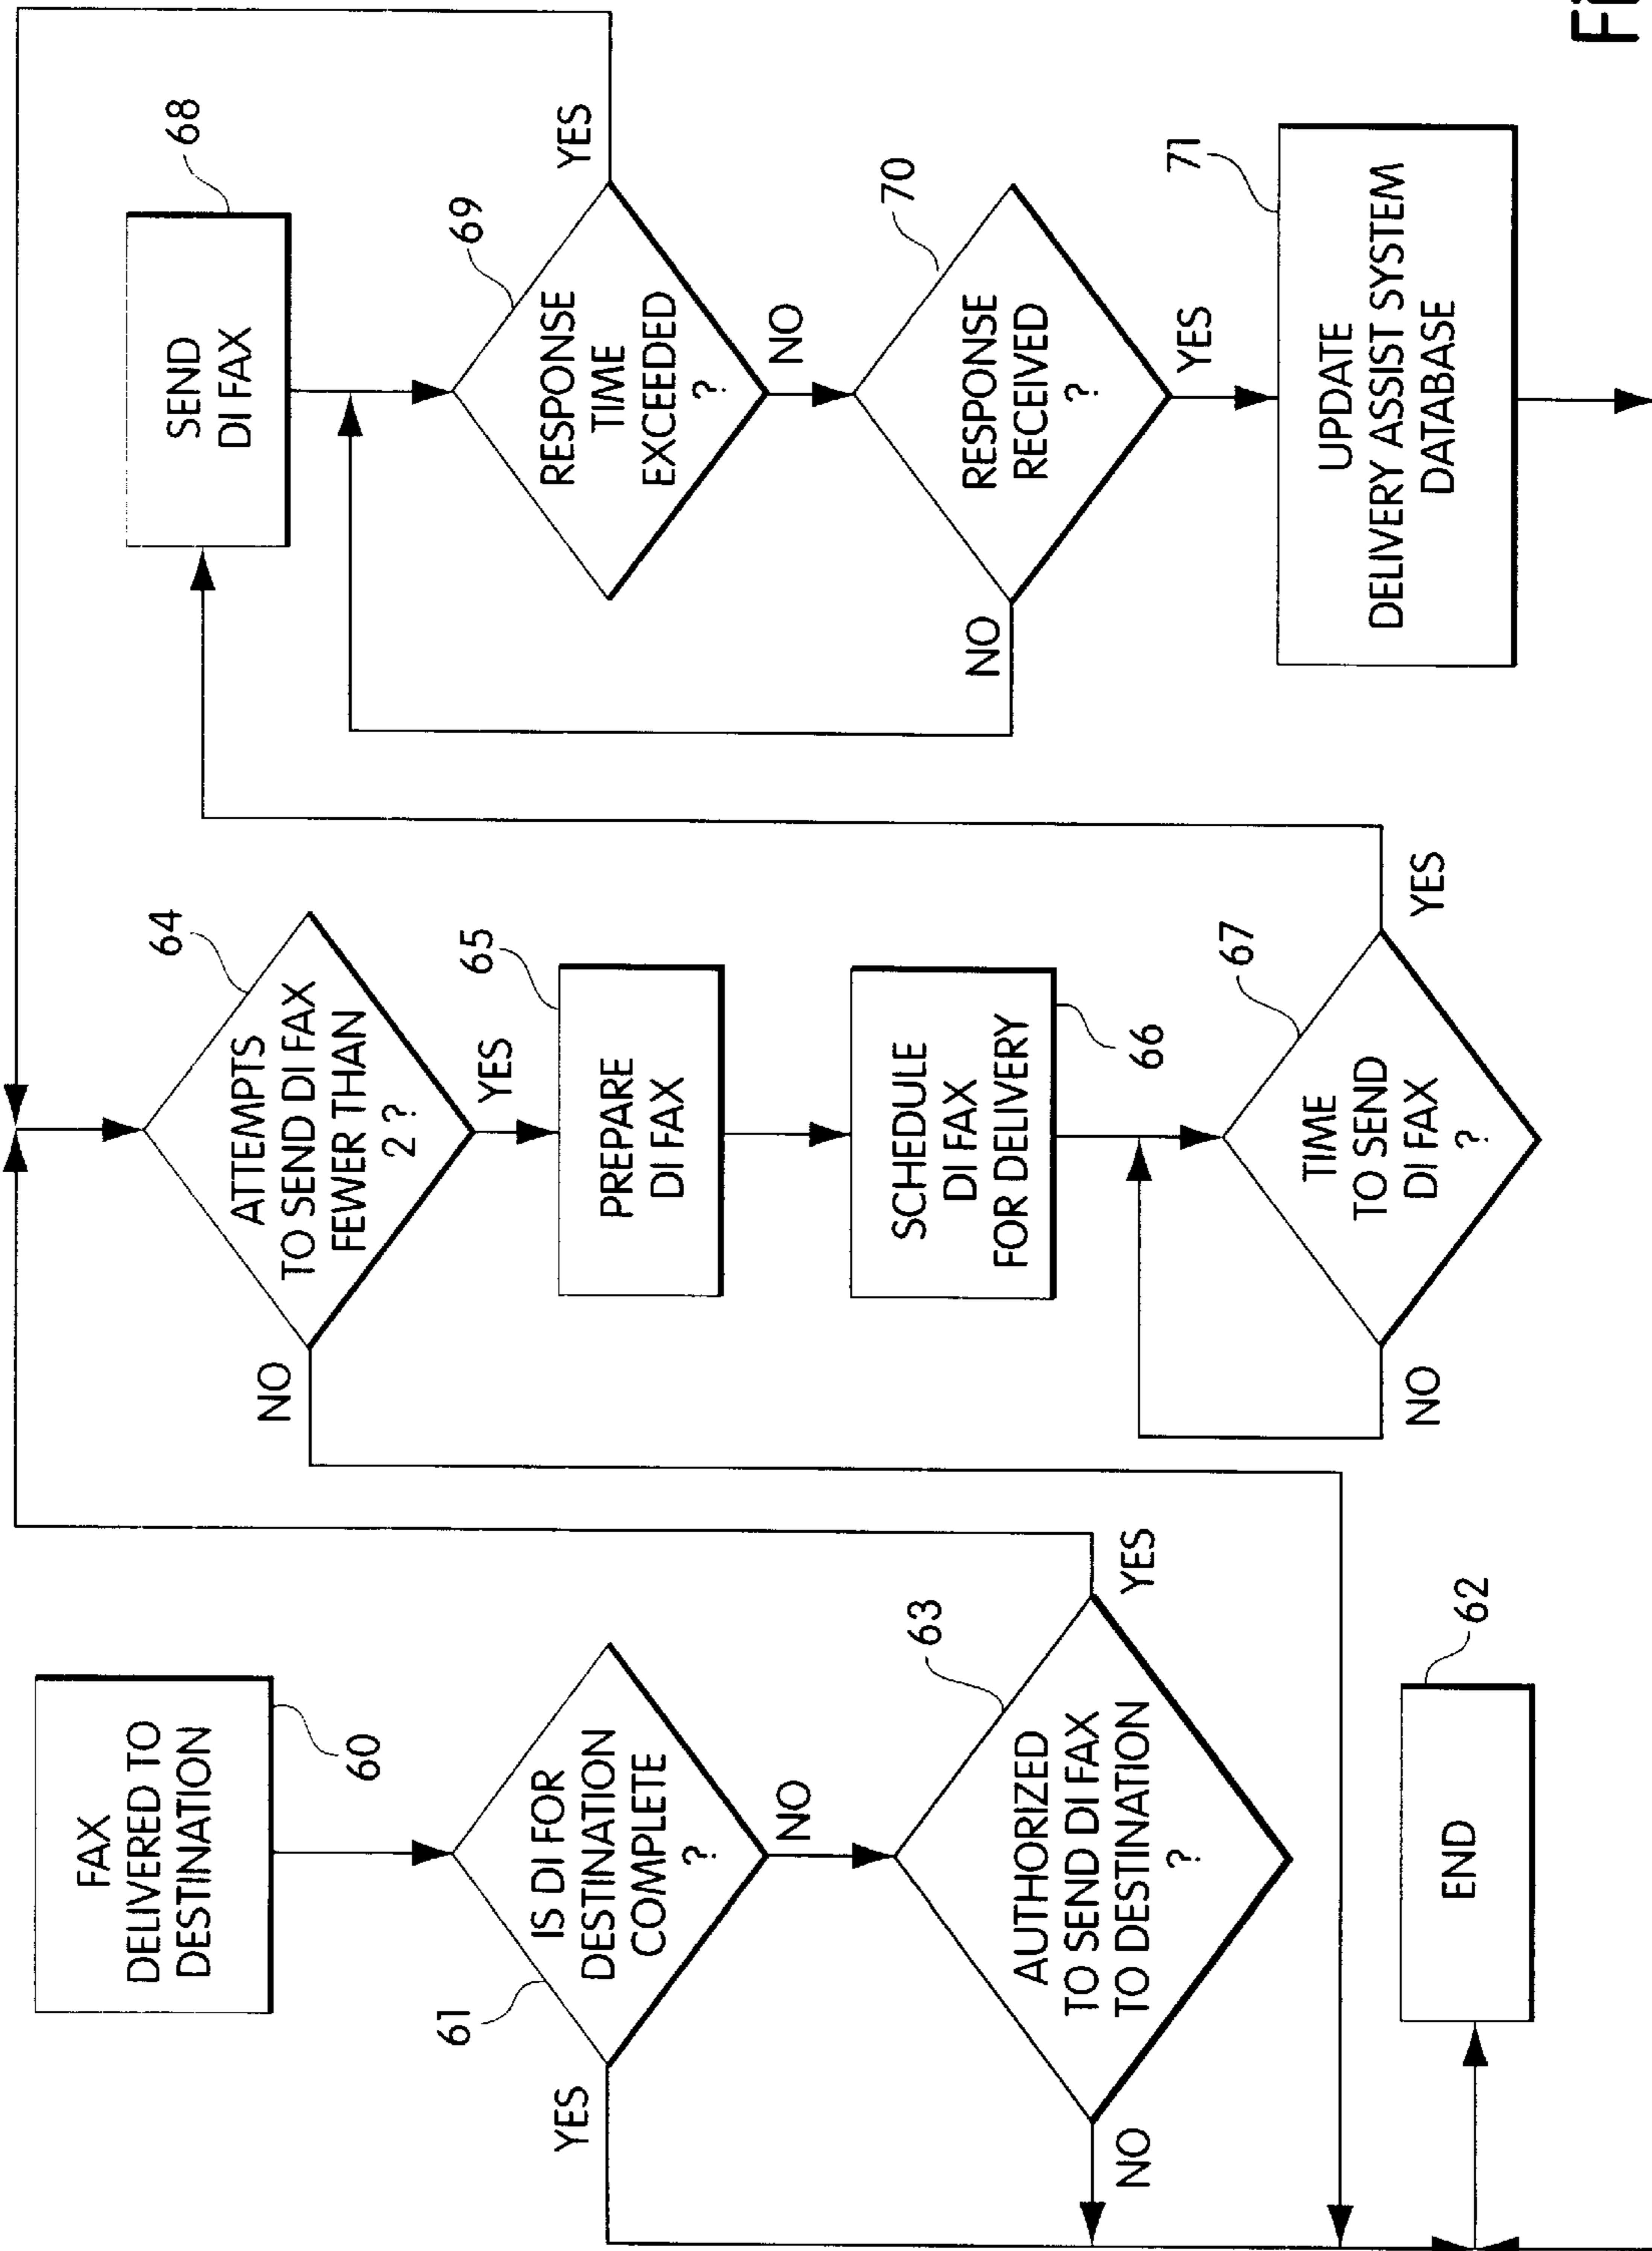 FAX
DELIVERED TO
DESTINATION
60
IS DI FOR
DESTINATION
COMPLETE
?
61
YES
NO
AUTHORIZED
TO SEND DI FAX
TO DESTINATION
?
63
NO
YES
END
62
ATTEMPTS
TO SEND DI FAX
FEWER THAN
2 ?
64
NO
YES
PREPARE
DI FAX
65
SCHEDULE
DI FAX
FOR DELIVERY
66
TIME
TO SEND
DI FAX
?
67
NO
YES
SEND
DI FAX
68
RESPONSE
TIME
EXCEEDED
?
69
YES
NO
RESPONSE
RECEIVED
?
70
NO
YES
UPDATE
DELIVERY ASSIST SYSTEM
DATABASE
71